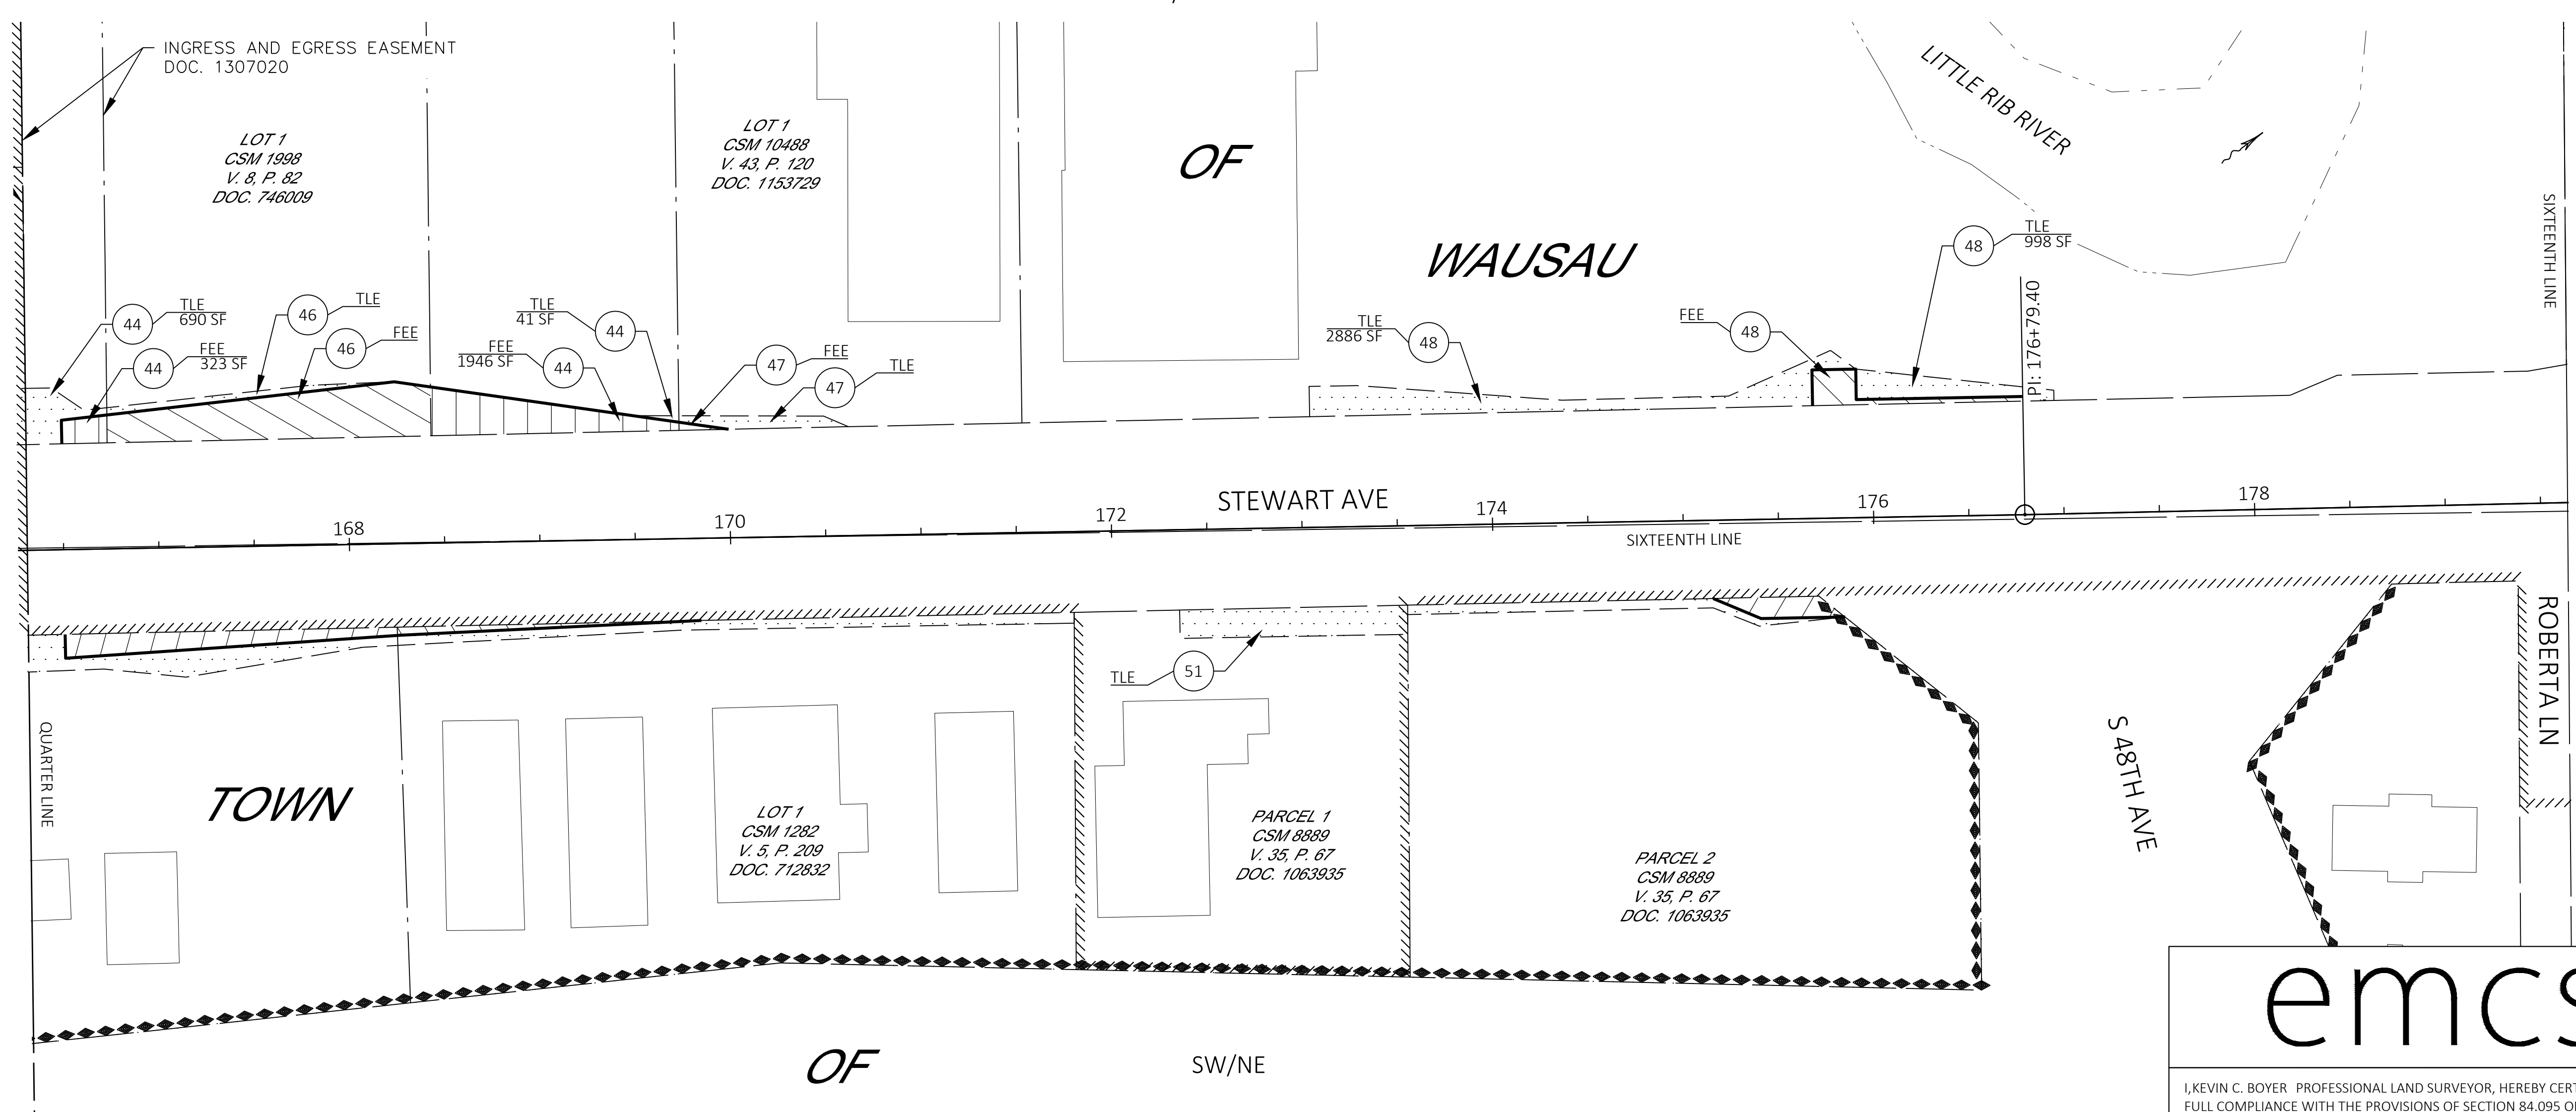 INGRESS AND EGRESS EASEMENT
DOC. 1307020
LOT 1
CSM 1998
V. 8, P. 82
DOC. 746009
LOT 1
CSM 10488
V. 43, P. 120
DOC. 1153729
OF
WAUSAU
LITTLE RIB RIVER
SIXTEENTH LINE
44
TLE
690 SF
44
FEE
323 SF
46
TLE
46
FEE
TLE
41 SF
44
FEE
1946 SF
44
47
FEE
47
TLE
TLE
2886 SF
48
FEE
48
48
TLE
998 SF
PI: 176+79.40
STEWART AVE
168
170
172
174
176
178
SIXTEENTH LINE
TLE
51
QUARTER LINE
TOWN
LOT 1
CSM 1282
V. 5, P. 209
DOC. 712832
PARCEL 1
CSM 8889
V. 35, P. 67
DOC. 1063935
PARCEL 2
CSM 8889
V. 35, P. 67
DOC. 1063935
S 48TH AVE
ROBERTA LN
OF
SW/NE
emcs
I,KEVIN C. BOYER PROFESSIONAL LAND SURVEYOR, HEREBY CERT
FULL COMPLIANCE WITH THE PROVISIONS OF SECTION 84.095 O